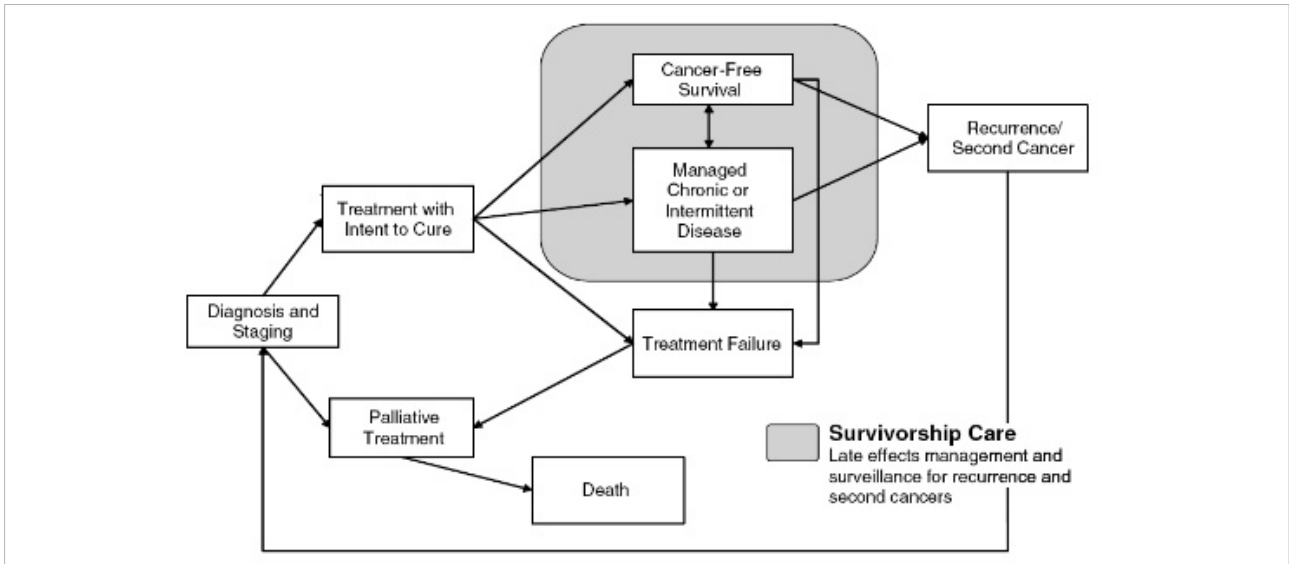 Cancer-Free
Survival
Recurrence/
Second Cancer
Managed
Chronic or
Intermittent
Disease
Treatment with
Intent to Cure
Diagnosis and
Staging
Treatment Failure
Palliative
Treatment
Death
Survivorship Care
Late effects management and
surveillance for recurrence and
second cancers